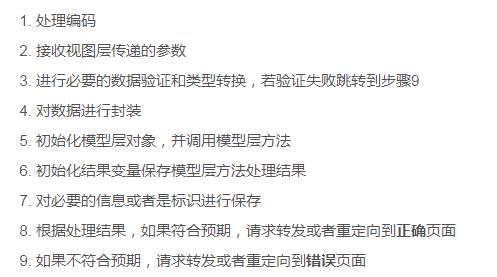 1. 处理编码
2. 接收视图层传递的参数
3. 进行必要的数据验证和类型转换，若验证失败跳转到步骤9
4. 对数据进行封装
5. 初始化模型层对象，并调用模型层方法
6. 初始化结果变量保存模型层方法处理结果
7. 对必要的信息或者是标识进行保存
8. 根据处理结果，如果符合预期，请求转发或者重定向到正确页面
9. 如果不符合预期，请求转发或者重定向到错误页面